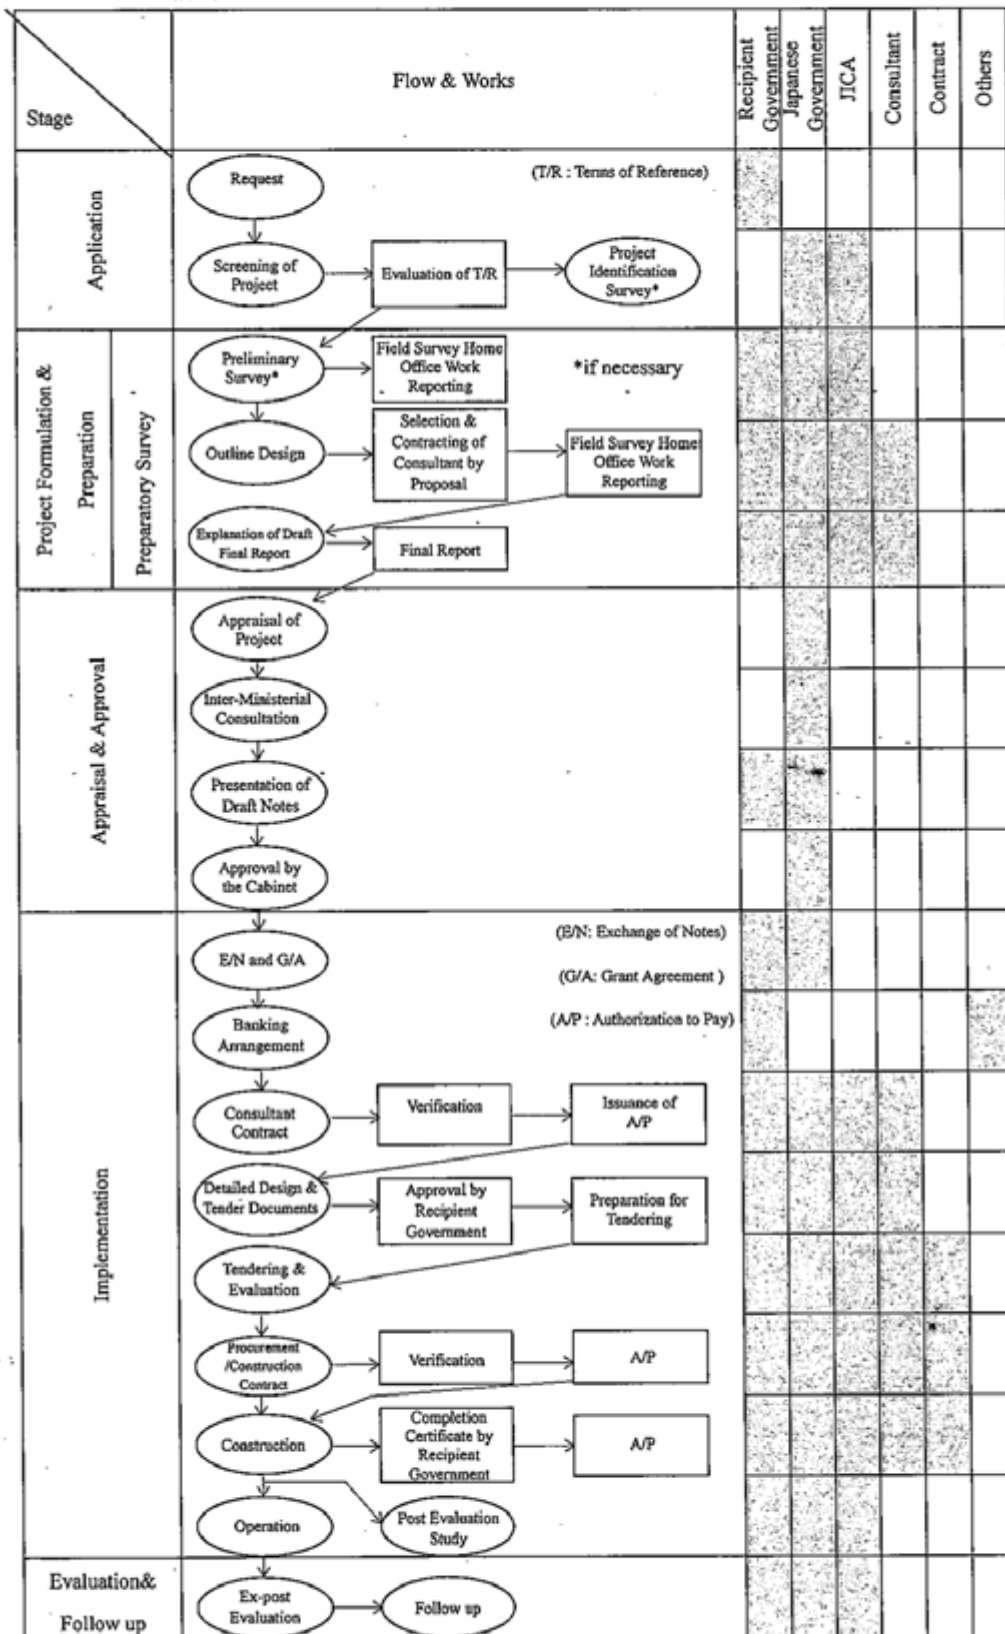 Stage
Flow & Works
Recipient
Government
Japanese
Government
JICA
Consultant
Contract
Others
Application
Request
(T/R : Terms of Reference)
Screening of
Project
Evaluation of T/R
Project
Identification
Survey*
Project Formulation &
Preparation
Preparatory Survey
Preliminary
Survey*
Field Survey Home
Office Work
Reporting
*if necessary
Outline Design
Selection &
Contracting of
Consultant by
Proposal
Field Survey Home
Office Work
Reporting
Explanation of Draft
Final Report
Final Report
Appraisal & Approval
Appraisal of
Project
Inter-Ministerial
Consultation
Presentation of
Draft Notes
Approval by
the Cabinet
Implementation
E/N and G/A
(E/N: Exchange of Notes)
(G/A: Grant Agreement )
(A/P : Authorization to Pay)
Banking
Arrangement
Consultant
Contract
Verification
Issuance of
A/P
Detailed Design &
Tender Documents
Approval by
Recipient
Government
Preparation for
Tendering
Tendering &
Evaluation
Procurement
/Construction
Contract
Verification
A/P
Construction
Completion
Certificate by
Recipient
Government
A/P
Operation
Post Evaluation
Study
Evaluation&
Follow up
Ex-post
Evaluation
Follow up